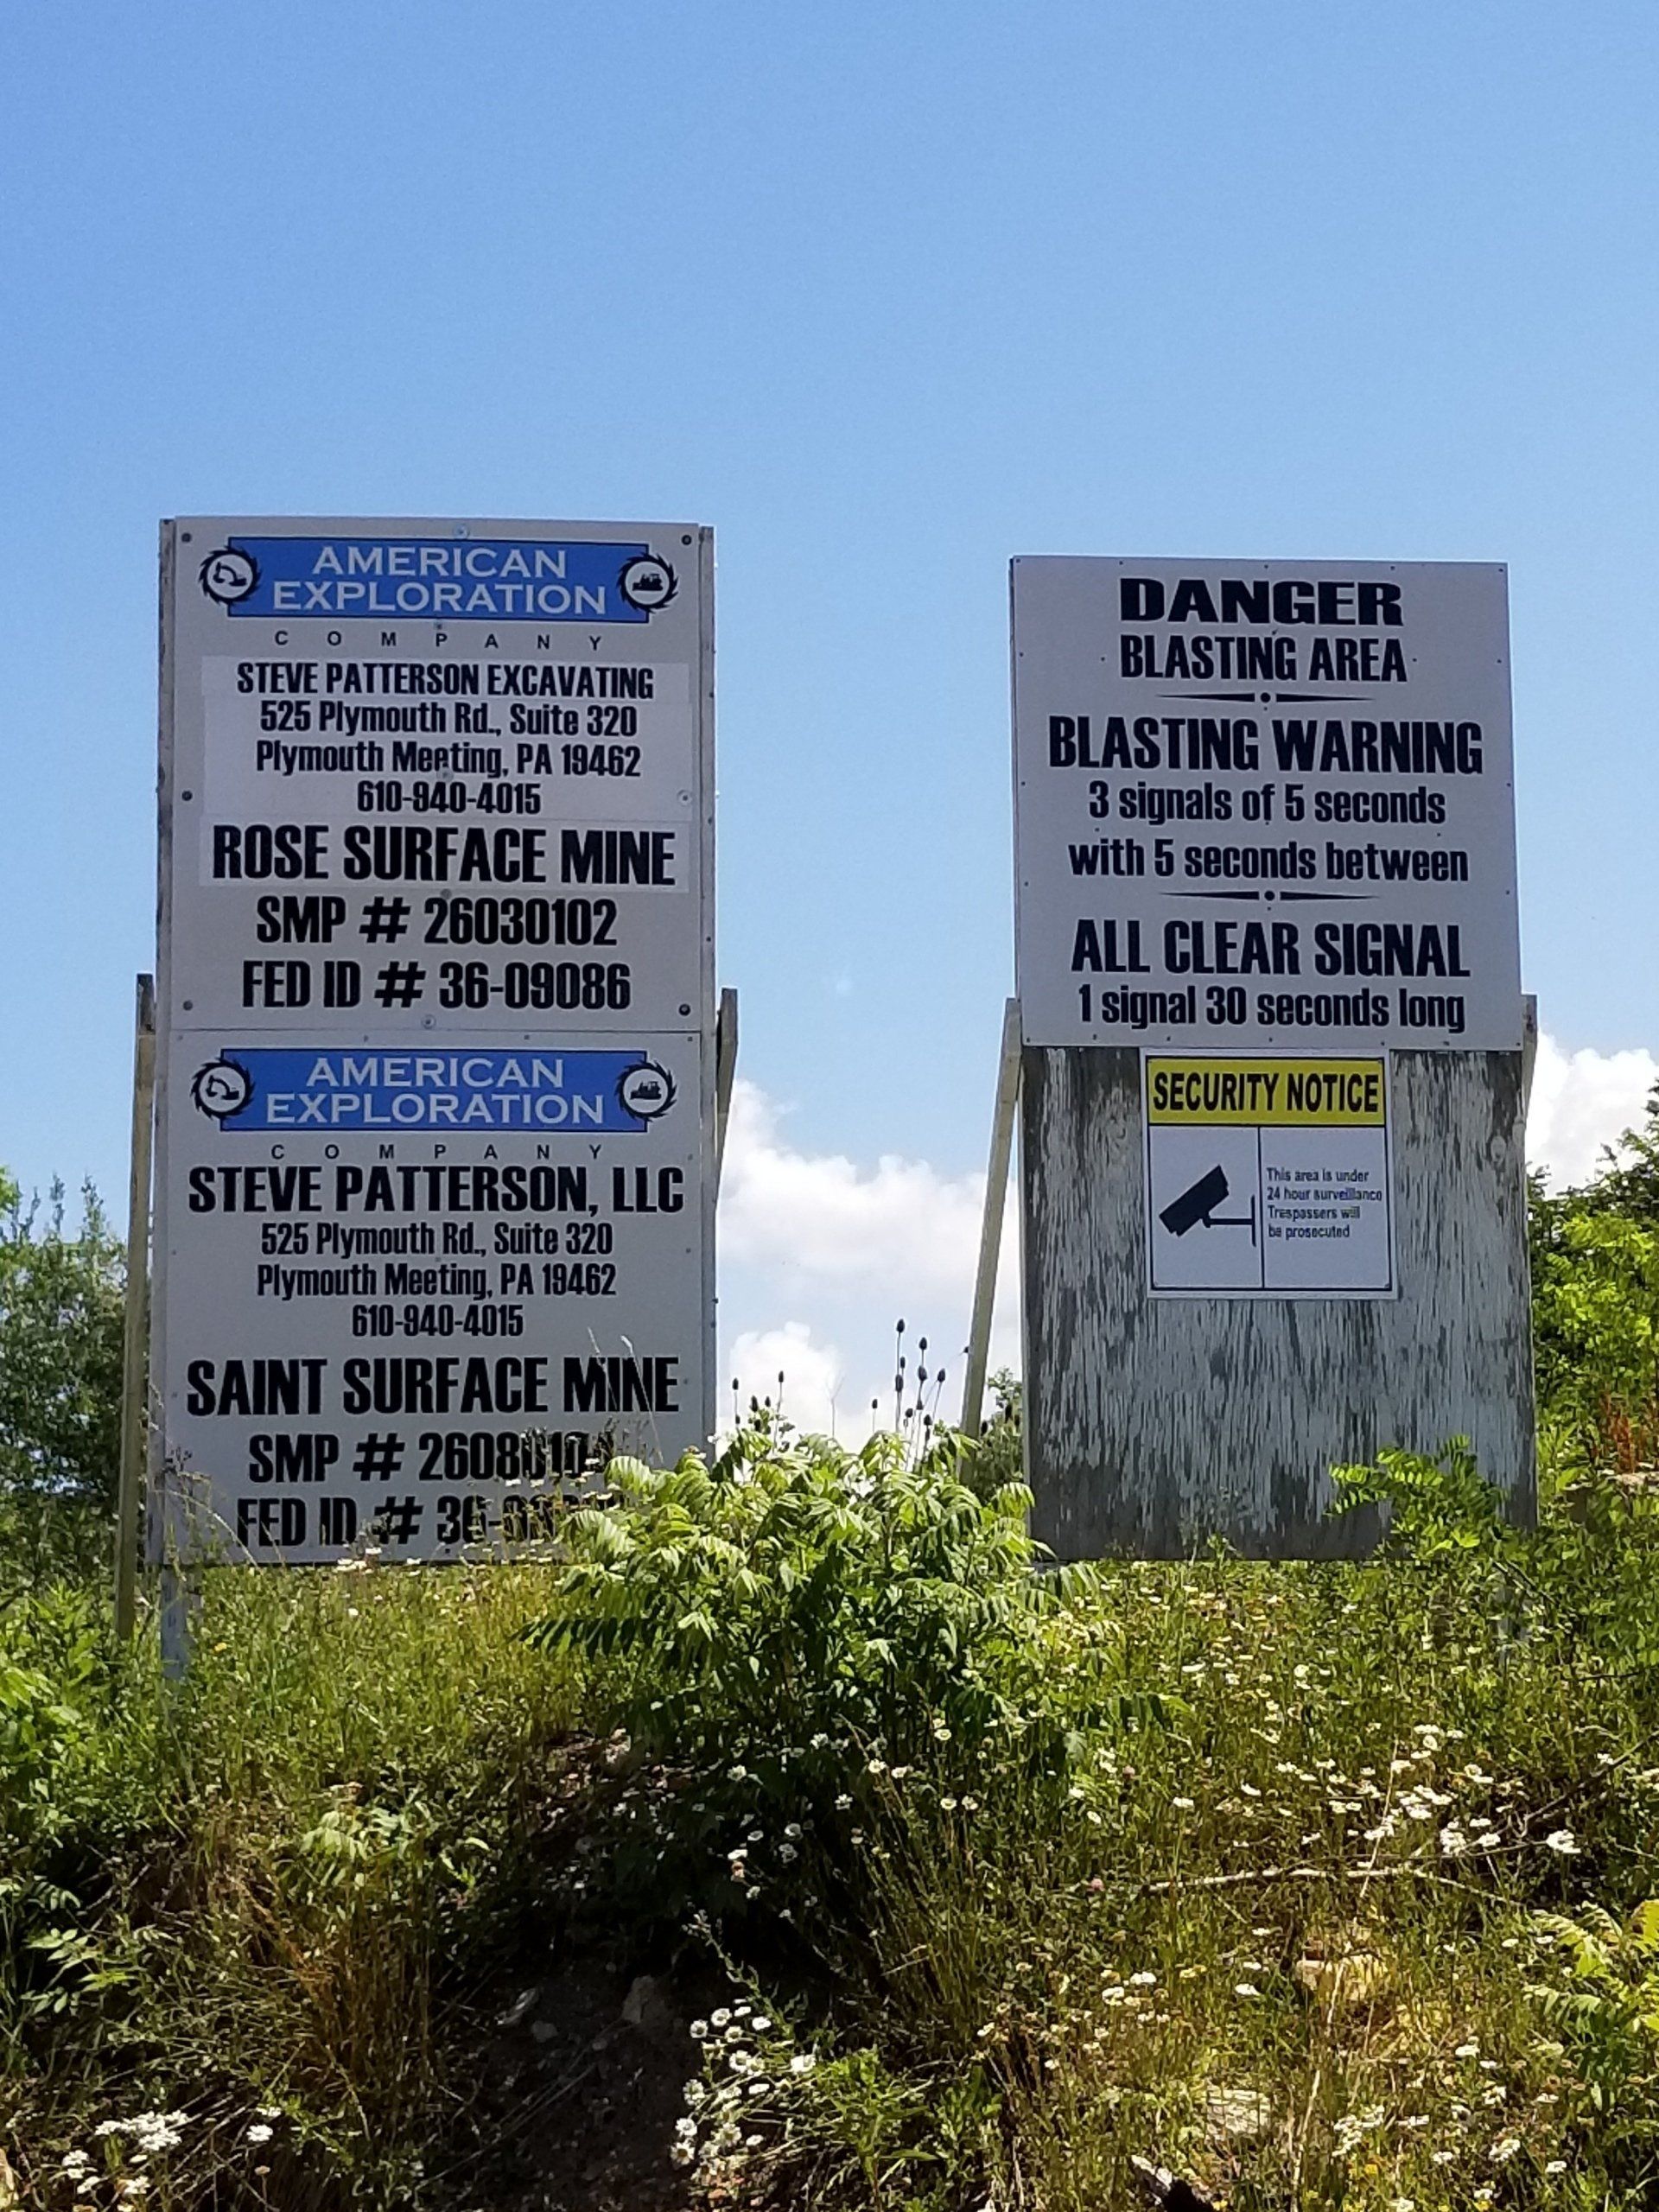 AMERICAN
EXPLORATION
COMPANY
STEVE PATTERSON EXCAVATING
525 Plymouth Rd., Suite 320
Plymouth Meeting, PA 19462
610-940-4015
ROSE SURFACE MINE
SMP # 26030102
FED ID # 36-09086
AMERICAN
EXPLORATION
COMPANY
STEVE PATTERSON, LLC
525 Plymouth Rd., Suite 320
Plymouth Meeting, PA 19462
610-940-4015
SAINT SURFACE MINE
SMP #
FED ID #
DANGER
BLASTING AREA
BLASTING WARNING
3 signals of 5 seconds
with 5 seconds between
ALL CLEAR SIGNAL
1 signal 30 seconds long
SECURITY NOTICE
This area is under
24 hour surveillance
Trespassers will
be prosecuted